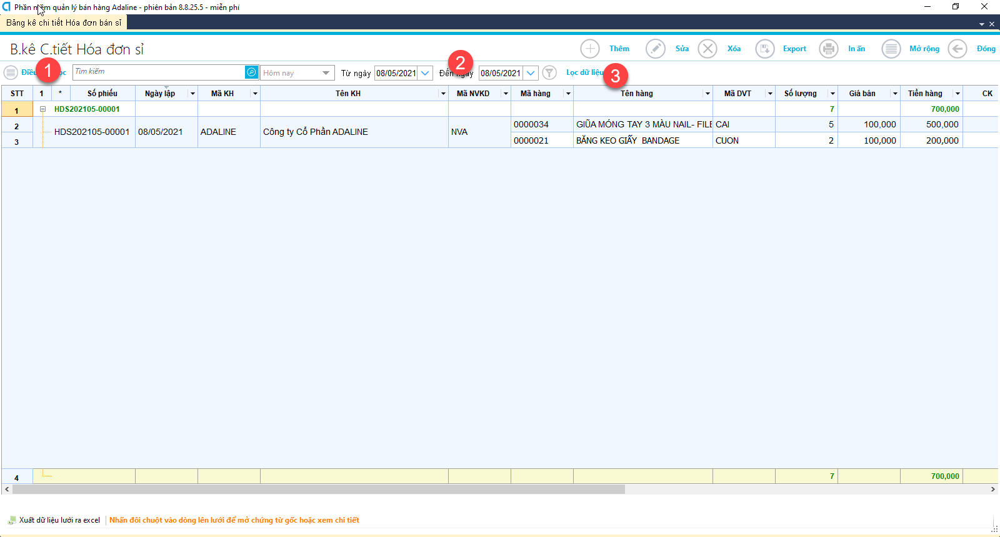 Phần mềm quản lý bán hàng Adaline - phiên bản 8.8.25.5 - miễn phí
Bảng kê chi tiết Hóa đơn bán sỉ
B.kê C.tiết Hóa đơn sỉ
Thêm Sửa Xóa Export In ấn Mở rộng Đóng
1 Tìm kiếm Hôm nay Từ ngày 08/05/2021 2 Đến ngày 08/05/2021 Lọc dữ liệu 3
STT 1 * Số phiếu Ngày lập Mã KH Tên KH Mã NVKD Mã hàng Tên hàng Mã DVT Số lượng Giá bán Tiền hàng CK
1 HDS202105-00001 7 700,000
2 HDS202105-00001 08/05/2021 ADALINE Công ty Cổ Phần ADALINE NVA 0000034 GIŨA MÓNG TAY 3 MÀU NAIL- FILE CAI 5 100,000 500,000
3 0000021 BĂNG KEO GIẤY BANDAGE CUON 2 100,000 200,000
4 7 700,000
Xuất dữ liệu lưới ra excel Nhấn đôi chuột vào dòng lên lưới để mở chứng từ gốc hoặc xem chi tiết